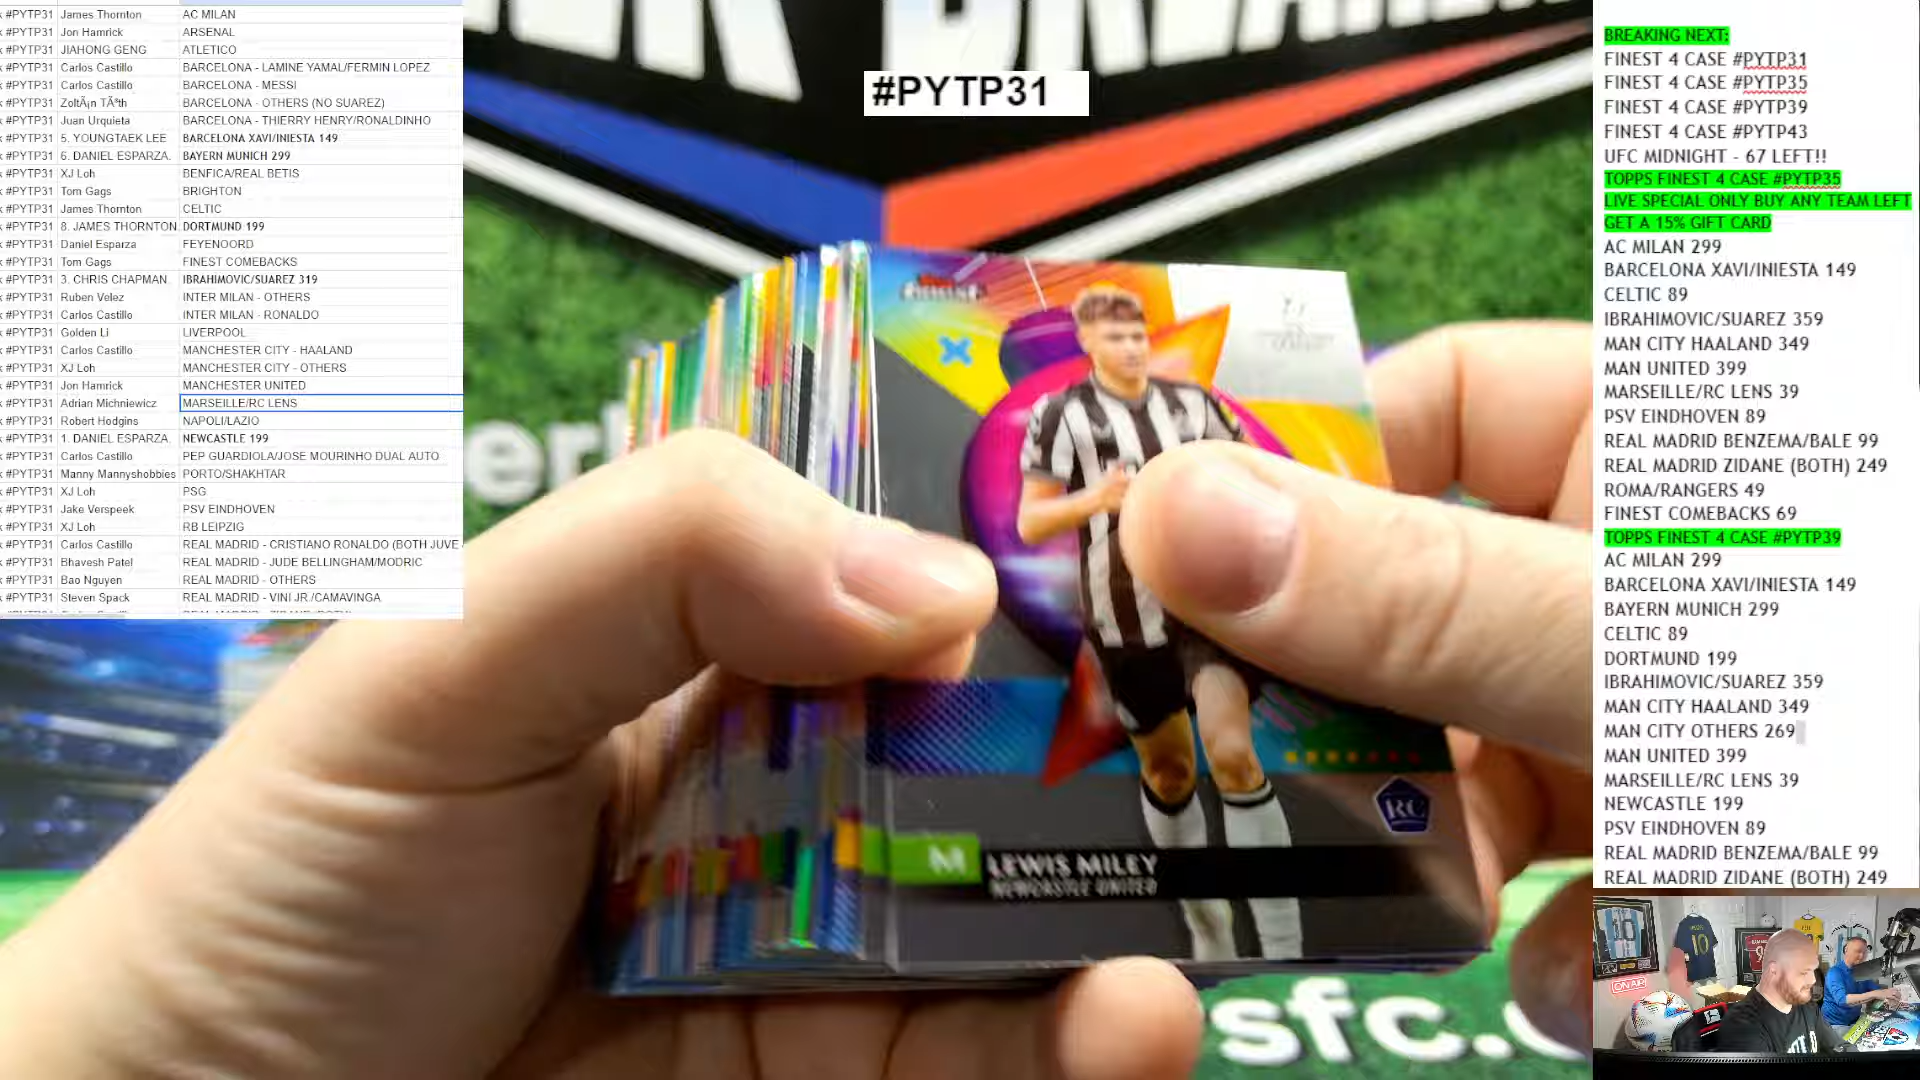 #PYTP31 James Thornton AC MILAN
#PYTP31 Jon Hamrick ARSENAL
#PYTP31 JIAHONG GENG ATLETICO
#PYTP31 Carlos Castillo BARCELONA - LAMINE YAMAL/FERMIN LOPEZ
#PYTP31 Carlos Castillo BARCELONA - MESSI
#PYTP31 BARCELONA - OTHERS (NO SUAREZ)
#PYTP31 Juan Urquieta BARCELONA - THIERRY HENRY/RONALDINHO
#PYTP31 5. YOUNGTAEK LEE BARCELONA XAVI/INIESTA 149
#PYTP31 6. DANIEL ESPARZA. BAYERN MUNICH 299
#PYTP31 XJ Loh BENFICA/REAL BETIS
#PYTP31 Tom Gags BRIGHTON
#PYTP31 James Thornton CELTIC
#PYTP31 8. JAMES THORNTON. DORTMUND 199
#PYTP31 Daniel Esparza FEYENOORD
#PYTP31 Tom Gags FINEST COMEBACKS
#PYTP31 3. CHRIS CHAPMAN. IBRAHIMOVIC/SUAREZ 319
#PYTP31 Ruben Velez INTER MILAN - OTHERS
#PYTP31 Carlos Castillo INTER MILAN - RONALDO
#PYTP31 Golden Li LIVERPOOL
#PYTP31 Carlos Castillo MANCHESTER CITY - HAALAND
#PYTP31 XJ Loh MANCHESTER CITY - OTHERS
#PYTP31 Jon Hamrick MANCHESTER UNITED
#PYTP31 Adrian Michniewicz MARSEILLE/RC LENS
#PYTP31 Robert Hodgins NAPOLI/LAZIO
#PYTP31 1. DANIEL ESPARZA. NEWCASTLE 199
#PYTP31 Carlos Castillo PEP GUARDIOLA/JOSE MOURINHO DUAL AUTO
#PYTP31 Manny Mannyshobbies PORTO/SHAKHTAR
#PYTP31 XJ Loh PSG
#PYTP31 Jake Verspeek PSV EINDHOVEN
#PYTP31 XJ Loh RB LEIPZIG
#PYTP31 Carlos Castillo REAL MADRID - CRISTIANO RONALDO (BOTH JUVE
#PYTP31 Bhavesh Patel REAL MADRID - JUDE BELLINGHAM/MODRIC
#PYTP31 Bao Nguyen REAL MADRID - OTHERS
#PYTP31 Steven Spack REAL MADRID - VINI JR./CAMAVINGA
#PYTP31
M LEWIS MILEY
NEWCASTLE UNITED
RC
sfc.
BREAKING NEXT:
FINEST 4 CASE #PYTP31
FINEST 4 CASE #PYTP35
FINEST 4 CASE #PYTP39
FINEST 4 CASE #PYTP43
UFC MIDNIGHT - 67 LEFT!!
TOPPS FINEST 4 CASE #PYTP35
LIVE SPECIAL ONLY BUY ANY TEAM LEFT
GET A 15% GIFT CARD
AC MILAN 299
BARCELONA XAVI/INIESTA 149
CELTIC 89
IBRAHIMOVIC/SUAREZ 359
MAN CITY HAALAND 349
MAN UNITED 399
MARSEILLE/RC LENS 39
PSV EINDHOVEN 89
REAL MADRID BENZEMA/BALE 99
REAL MADRID ZIDANE (BOTH) 249
ROMA/RANGERS 49
FINEST COMEBACKS 69
TOPPS FINEST 4 CASE #PYTP39
AC MILAN 299
BARCELONA XAVI/INIESTA 149
BAYERN MUNICH 299
CELTIC 89
DORTMUND 199
IBRAHIMOVIC/SUAREZ 359
MAN CITY HAALAND 349
MAN CITY OTHERS 269
MAN UNITED 399
MARSEILLE/RC LENS 39
NEWCASTLE 199
PSV EINDHOVEN 89
REAL MADRID BENZEMA/BALE 99
REAL MADRID ZIDANE (BOTH) 249
ON AIR